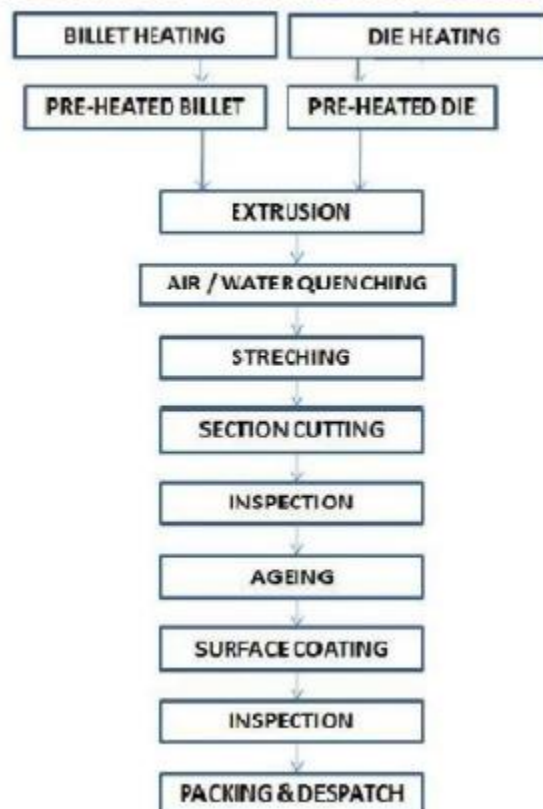 BILLET HEATING
DIE HEATING
PRE-HEATED BILLET
PRE-HEATED DIE
EXTRUSION
AIR / WATER QUENCHING
STRECHING
SECTION CUTTING
INSPECTION
AGEING
SURFACE COATING
INSPECTION
PACKING & DESPATCH